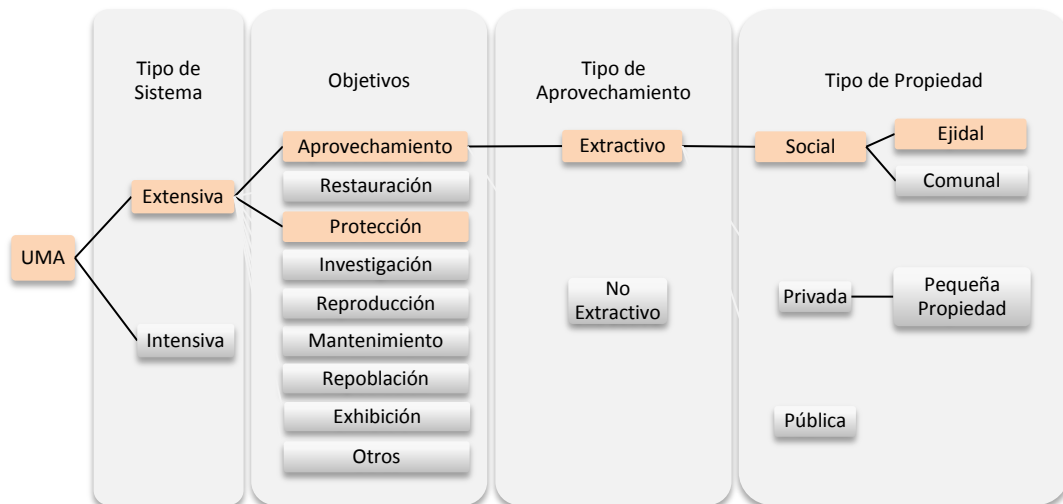 Tipo de
Sistema
Objetivos
Tipo de
Aprovechamiento
Tipo de Propiedad
UMA
Extensiva
Intensiva
Aprovechamiento
Restauración
Protección
Investigación
Reproducción
Mantenimiento
Repoblación
Exhibición
Otros
Extractivo
No
Extractivo
Social
Ejidal
Comunal
Privada
Pequeña
Propiedad
Pública